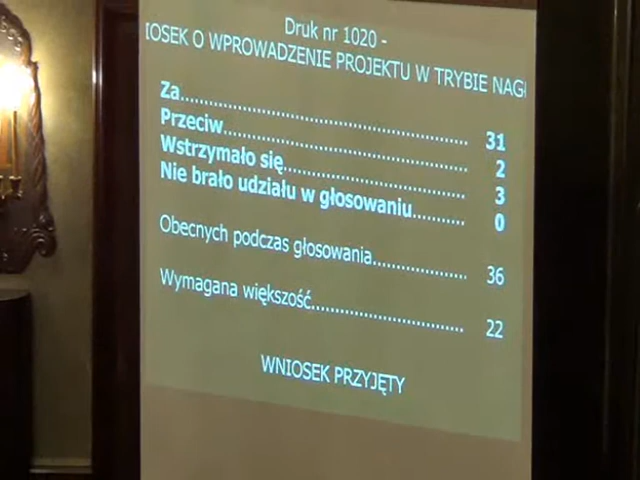 Druk nr 1020 -
IOSEK O WPROWADZENIE PROJEKTU W TRYBIE NAG
Za........................................ 31
Przeciw........................................ 2
Wstrzymało się........................................ 3
Nie brało udziału w głosowaniu.......... 0
Obecnych podczas głosowania.................. 36
Wymagana większość............................ 22
WNIOSEK PRZYJĘTY